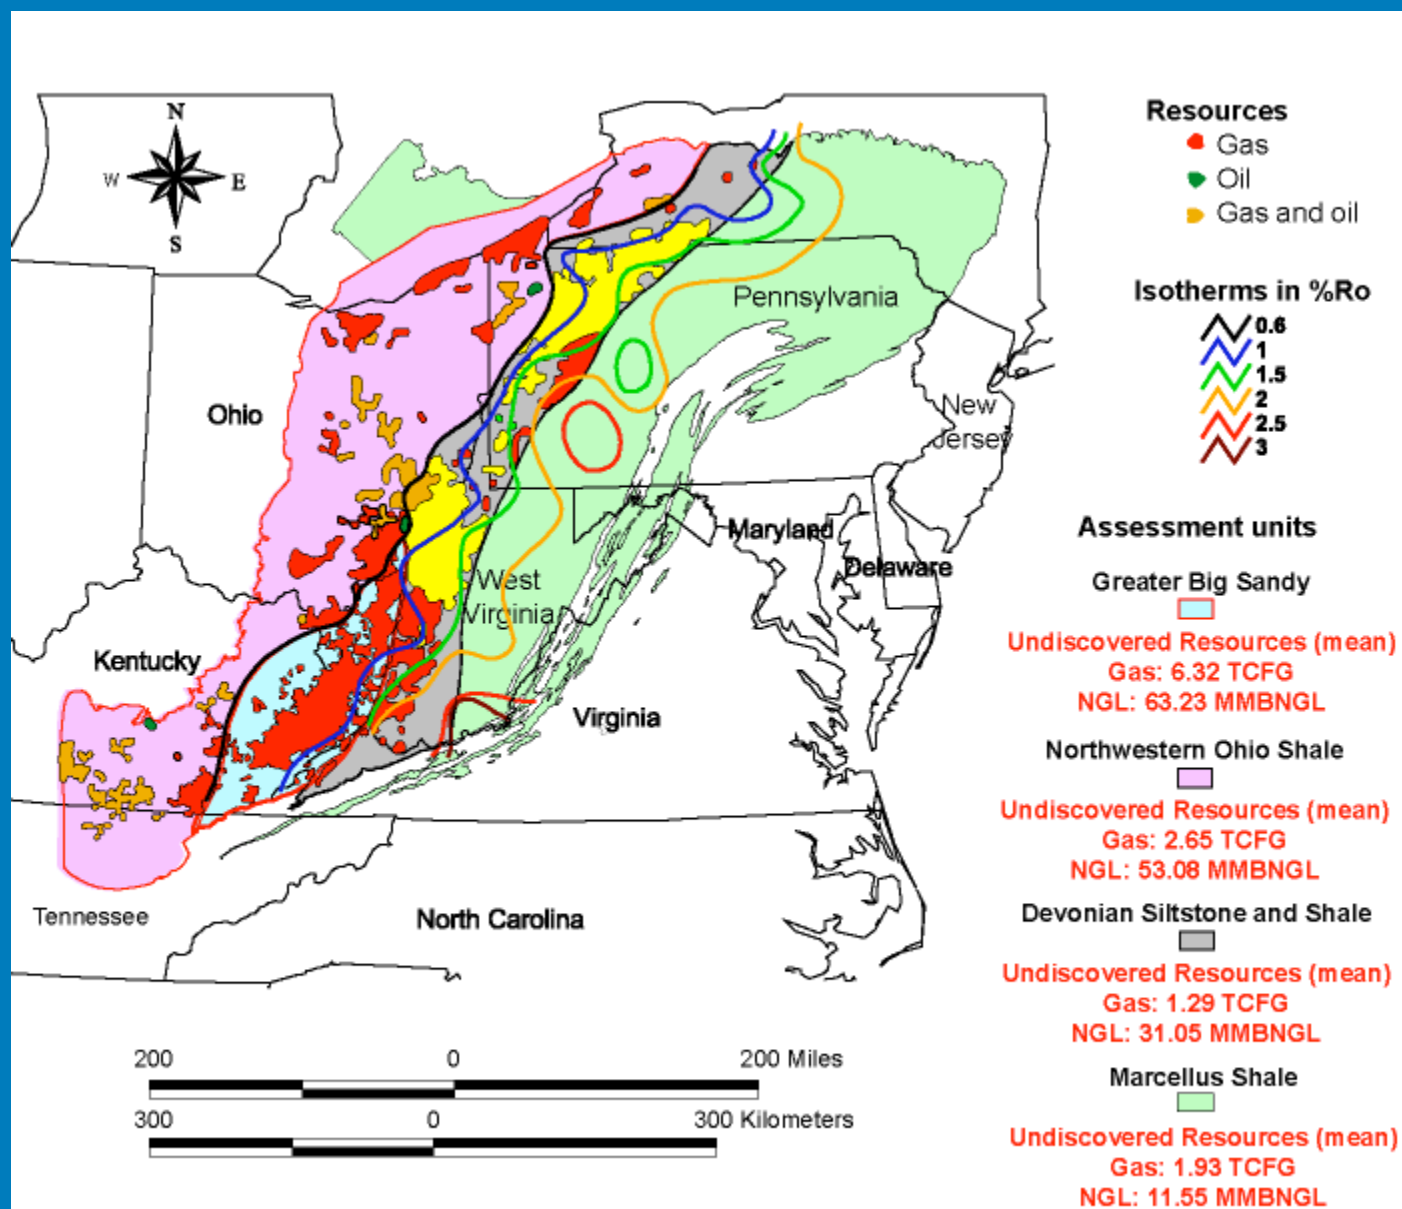 N
W
E
S
Ohio
Pennsylvania
New
Jersey
Maryland
Delaware
West
Virginia
Kentucky
Virginia
Tennessee
North Carolina
200 0 200 Miles
300 0 300 Kilometers
Resources
Gas
Oil
Gas and oil
Isotherms in %Ro
0.6
1
1.5
2
2.5
3
Assessment units
Greater Big Sandy
Undiscovered Resources (mean)
Gas: 6.32 TCFG
NGL: 63.23 MMBNGL
Northwestern Ohio Shale
Undiscovered Resources (mean)
Gas: 2.65 TCFG
NGL: 53.08 MMBNGL
Devonian Siltstone and Shale
Undiscovered Resources (mean)
Gas: 1.29 TCFG
NGL: 31.05 MMBNGL
Marcellus Shale
Undiscovered Resources (mean)
Gas: 1.93 TCFG
NGL: 11.55 MMBNGL